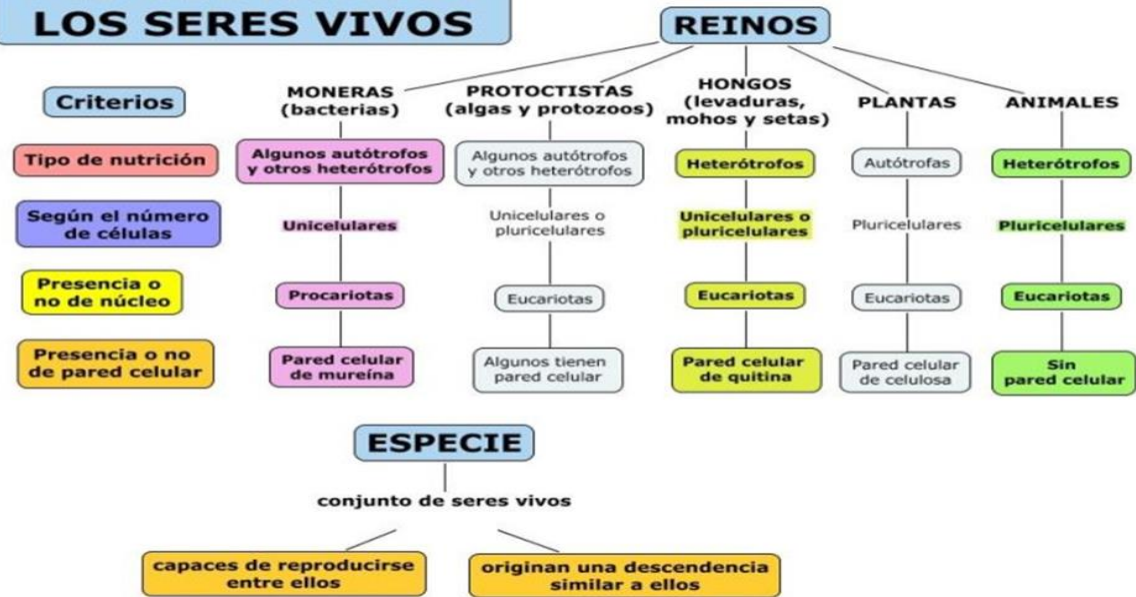 LOS SERES VIVOS
REINOS
Criterios
MONERAS
(bacterias)
PROTOCTISTAS
(algas y protozoos)
HONGOS
(levaduras,
mohos y setas)
PLANTAS
ANIMALES
Tipo de nutrición
Algunos autótrofos
y otros heterótrofos
Algunos autótrofos
y otros heterótrofos
Heterótrofos
Autótrofas
Heterótrofos
Según el número
de células
Unicelulares
Unicelulares o
pluricelulares
Unicelulares o
pluricelulares
Pluricelulares
Pluricelulares
Presencia o
no de núcleo
Procariotas
Eucariotas
Eucariotas
Eucariotas
Eucariotas
Presencia o no
de pared celular
Pared celular
de mureína
Algunos tienen
pared celular
Pared celular
de quitina
Pared celular
de celulosa
Sin
pared celular
ESPECIE
conjunto de seres vivos
capaces de reproducirse
entre ellos
originan una descendencia
similar a ellos